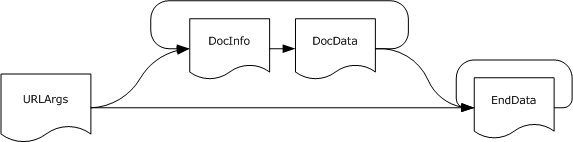 DocInfo
DocData
URLArgs
EndData